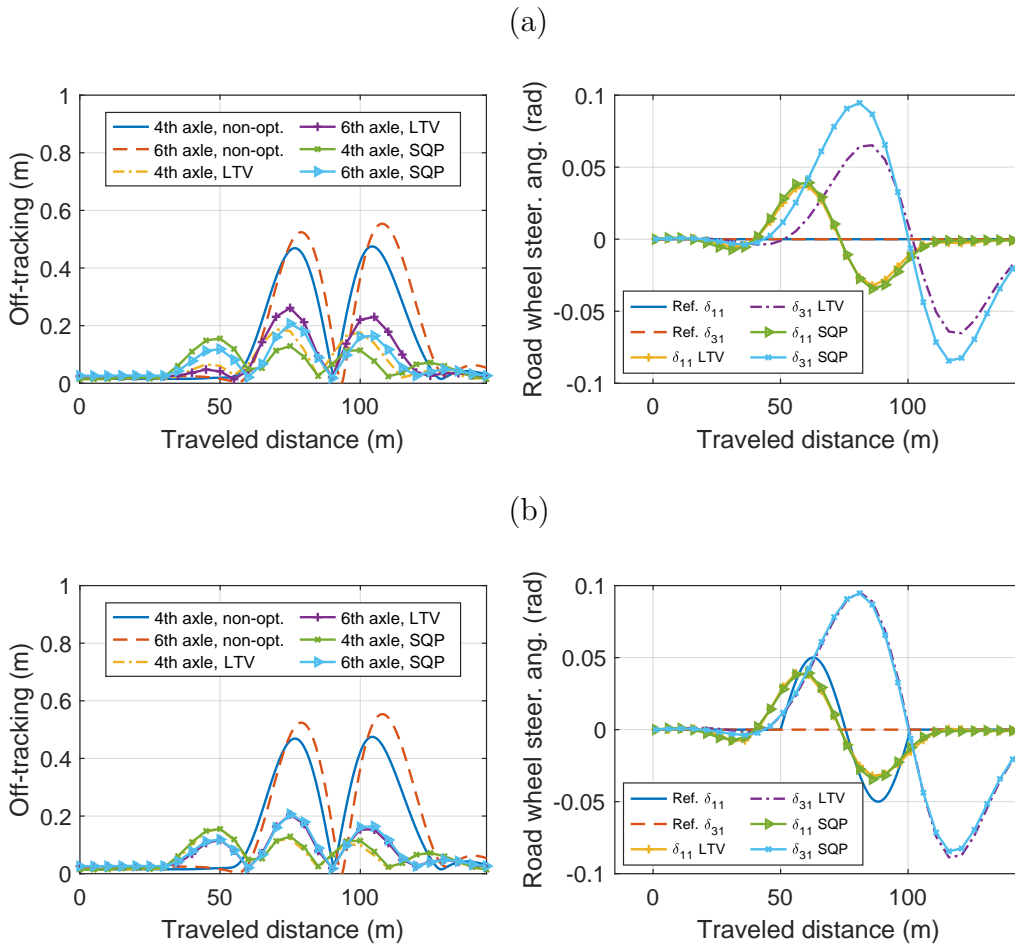 (a)
Off-tracking (m)
1
0.8
0.6
0.4
0.2
0
4th axle, non-opt.
6th axle, non-opt.
4th axle, LTV
6th axle, LTV
4th axle, SQP
6th axle, SQP
0
50
100
Traveled distance (m)
Road wheel steer. ang. (rad)
0.1
0.05
0
-0.05
-0.1
Ref. δ11
Ref. δ31
δ11 LTV
δ31 LTV
δ11 SQP
δ31 SQP
0
50
100
Traveled distance (m)
(b)
Off-tracking (m)
1
0.8
0.6
0.4
0.2
0
4th axle, non-opt.
6th axle, non-opt.
4th axle, LTV
6th axle, LTV
4th axle, SQP
6th axle, SQP
0
50
100
Traveled distance (m)
Road wheel steer. ang. (rad)
0.1
0.05
0
-0.05
-0.1
Ref. δ11
Ref. δ31
δ11 LTV
δ31 LTV
δ11 SQP
δ31 SQP
0
50
100
Traveled distance (m)